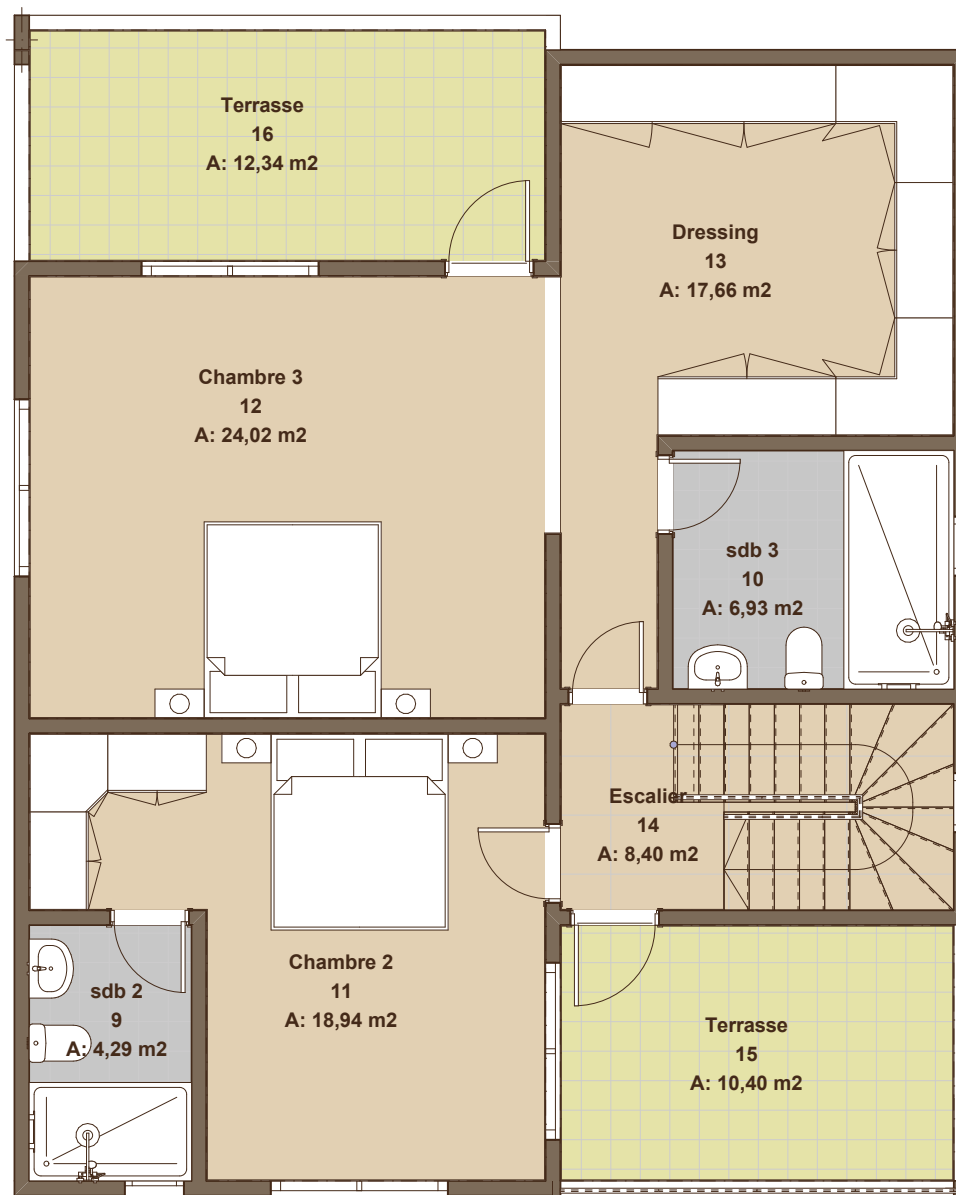 Terrasse
16
A: 12,34 m2
Dressing
13
A: 17,66 m2
Chambre 3
12
A: 24,02 m2
sdb 3
10
A: 6,93 m2
Escalier
14
A: 8,40 m2
Chambre 2
11
A: 18,94 m2
sdb 2
9
A: 4,29 m2
Terrasse
15
A: 10,40 m2